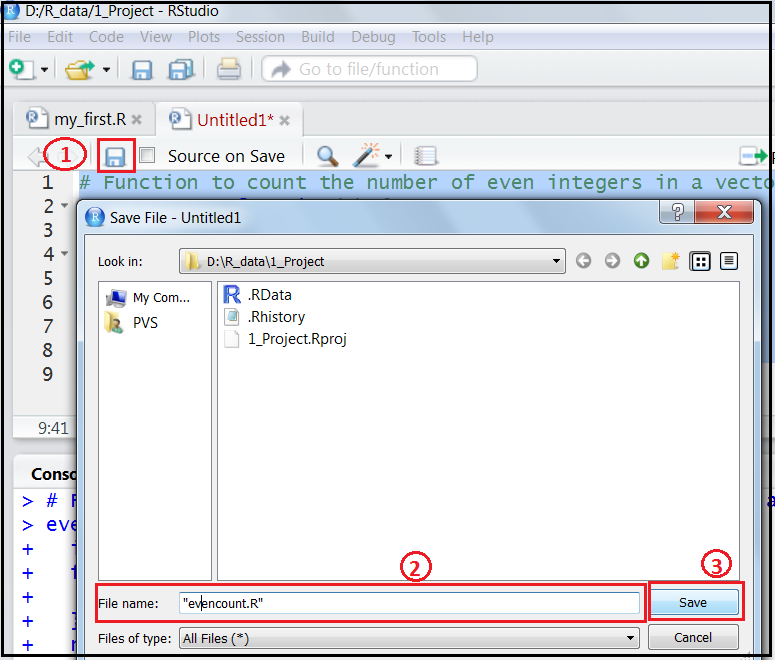 D:/R_data/1_Project - RStudio
File Edit Code View Plots Session Build Debug Tools Help
Go to file/function
my_first.R Untitled1*
1 Source on Save
1 # Function to count the number of even integers in a vecto
2
3
4
5
6
7
8
9
Save File - Untitled1
Look in: D:\R_data\1_Project
My Com... .RData
PVS .Rhistory
1_Project.Rproj
9:41
Conso
> # F
> eve
+
+
+
+
+
2 3
File name: "evencount.R" Save
Files of type: All Files (*) Cancel